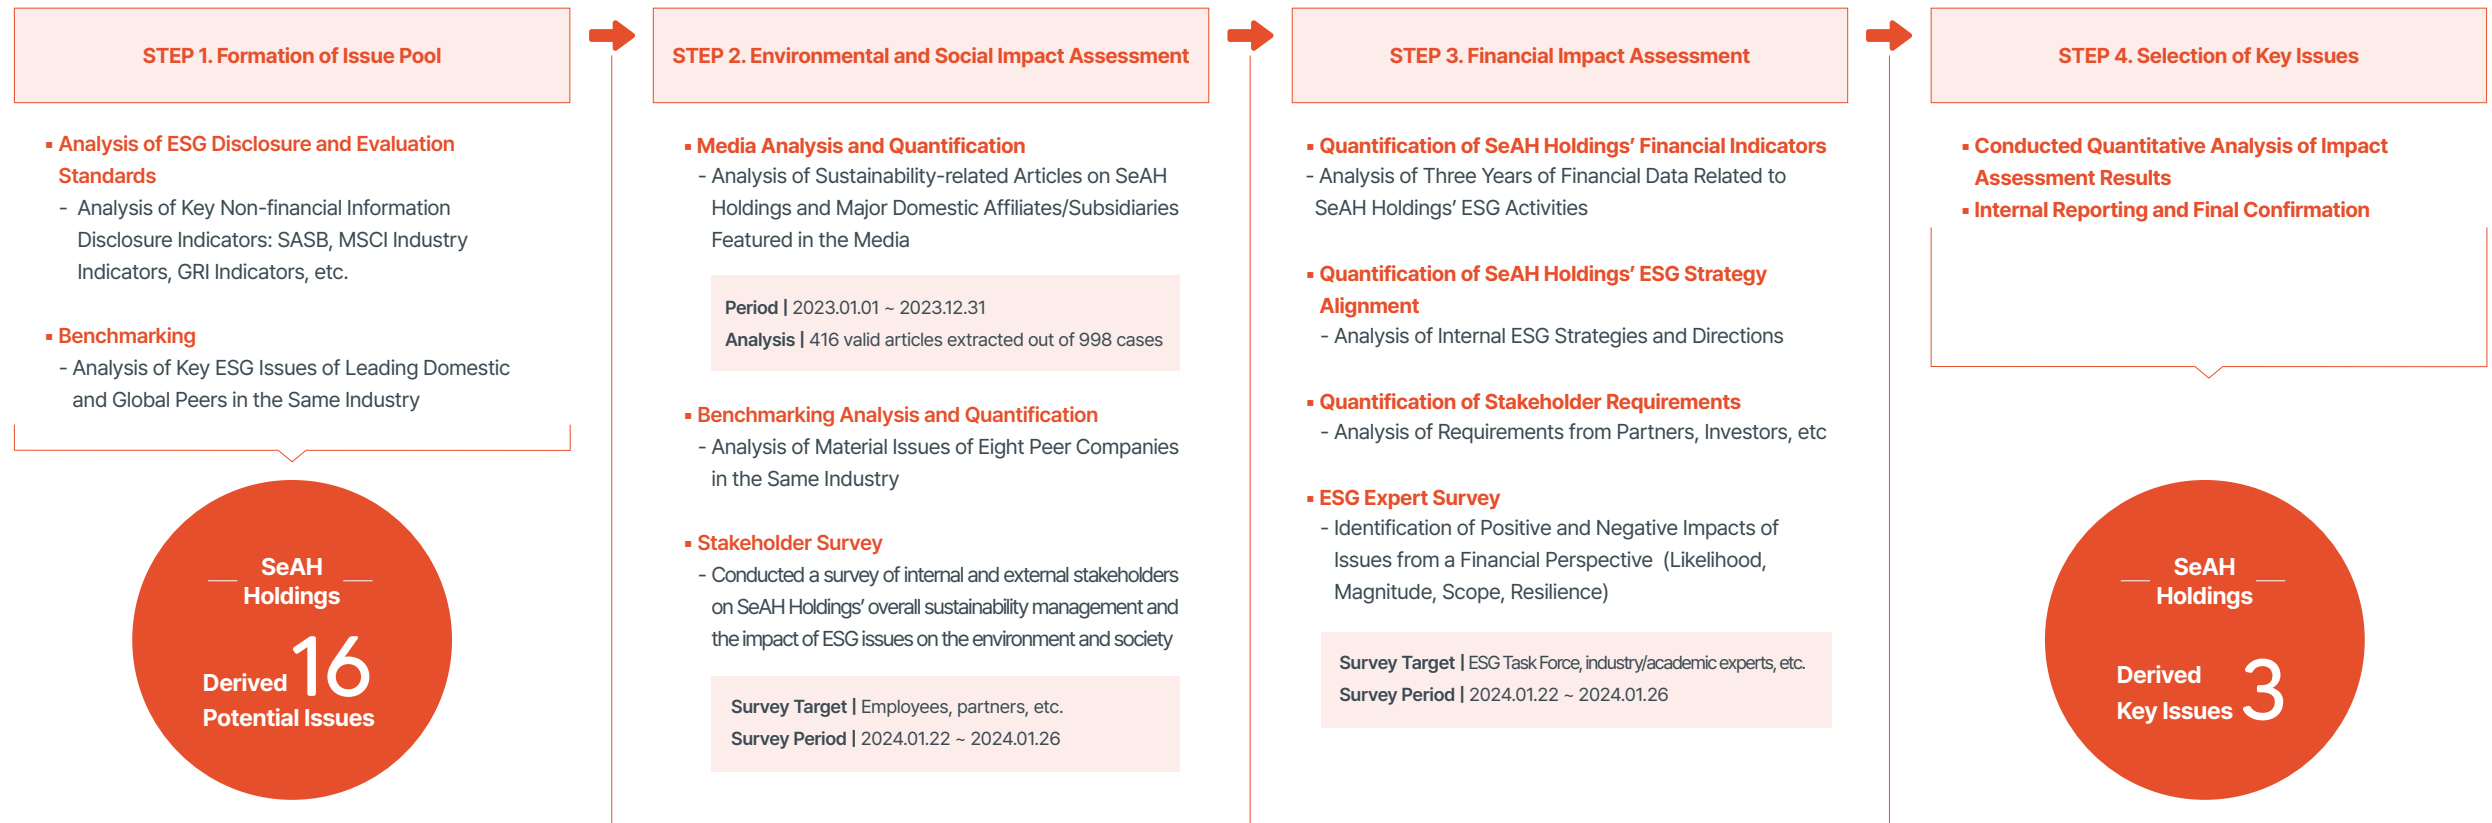 STEP 1. Formation of Issue Pool
▪ Analysis of ESG Disclosure and Evaluation
Standards
- Analysis of Key Non-financial Information
Disclosure Indicators: SASB, MSCI Industry
Indicators, GRI Indicators, etc.
▪ Benchmarking
- Analysis of Key ESG Issues of Leading Domestic
and Global Peers in the Same Industry
SeAH
Holdings
Derived 16
Potential Issues
STEP 2. Environmental and Social Impact Assessment
▪ Media Analysis and Quantification
- Analysis of Sustainability-related Articles on SeAH
Holdings and Major Domestic Affiliates/Subsidiaries
Featured in the Media
Period | 2023.01.01 ~ 2023.12.31
Analysis | 416 valid articles extracted out of 998 cases
▪ Benchmarking Analysis and Quantification
- Analysis of Material Issues of Eight Peer Companies
in the Same Industry
▪ Stakeholder Survey
- Conducted a survey of internal and external stakeholders
on SeAH Holdings’ overall sustainability management and
the impact of ESG issues on the environment and society
Survey Target | Employees, partners, etc.
Survey Period | 2024.01.22 ~ 2024.01.26
STEP 3. Financial Impact Assessment
▪ Quantification of SeAH Holdings’ Financial Indicators
- Analysis of Three Years of Financial Data Related to
SeAH Holdings’ ESG Activities
▪ Quantification of SeAH Holdings’ ESG Strategy
Alignment
- Analysis of Internal ESG Strategies and Directions
▪ Quantification of Stakeholder Requirements
- Analysis of Requirements from Partners, Investors, etc
▪ ESG Expert Survey
- Identification of Positive and Negative Impacts of
Issues from a Financial Perspective (Likelihood,
Magnitude, Scope, Resilience)
Survey Target | ESG Task Force, industry/academic experts, etc.
Survey Period | 2024.01.22 ~ 2024.01.26
STEP 4. Selection of Key Issues
▪ Conducted Quantitative Analysis of Impact
Assessment Results
▪ Internal Reporting and Final Confirmation
SeAH
Holdings
Derived
Key Issues 3